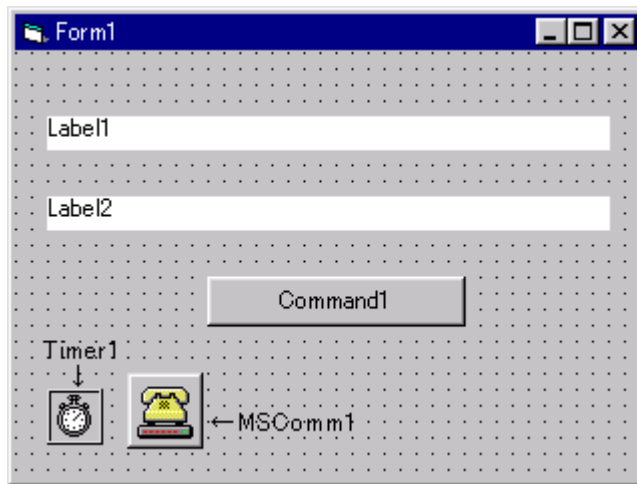 Form1
Label1
Label2
Command1
Timer1
↓
←MSComm1